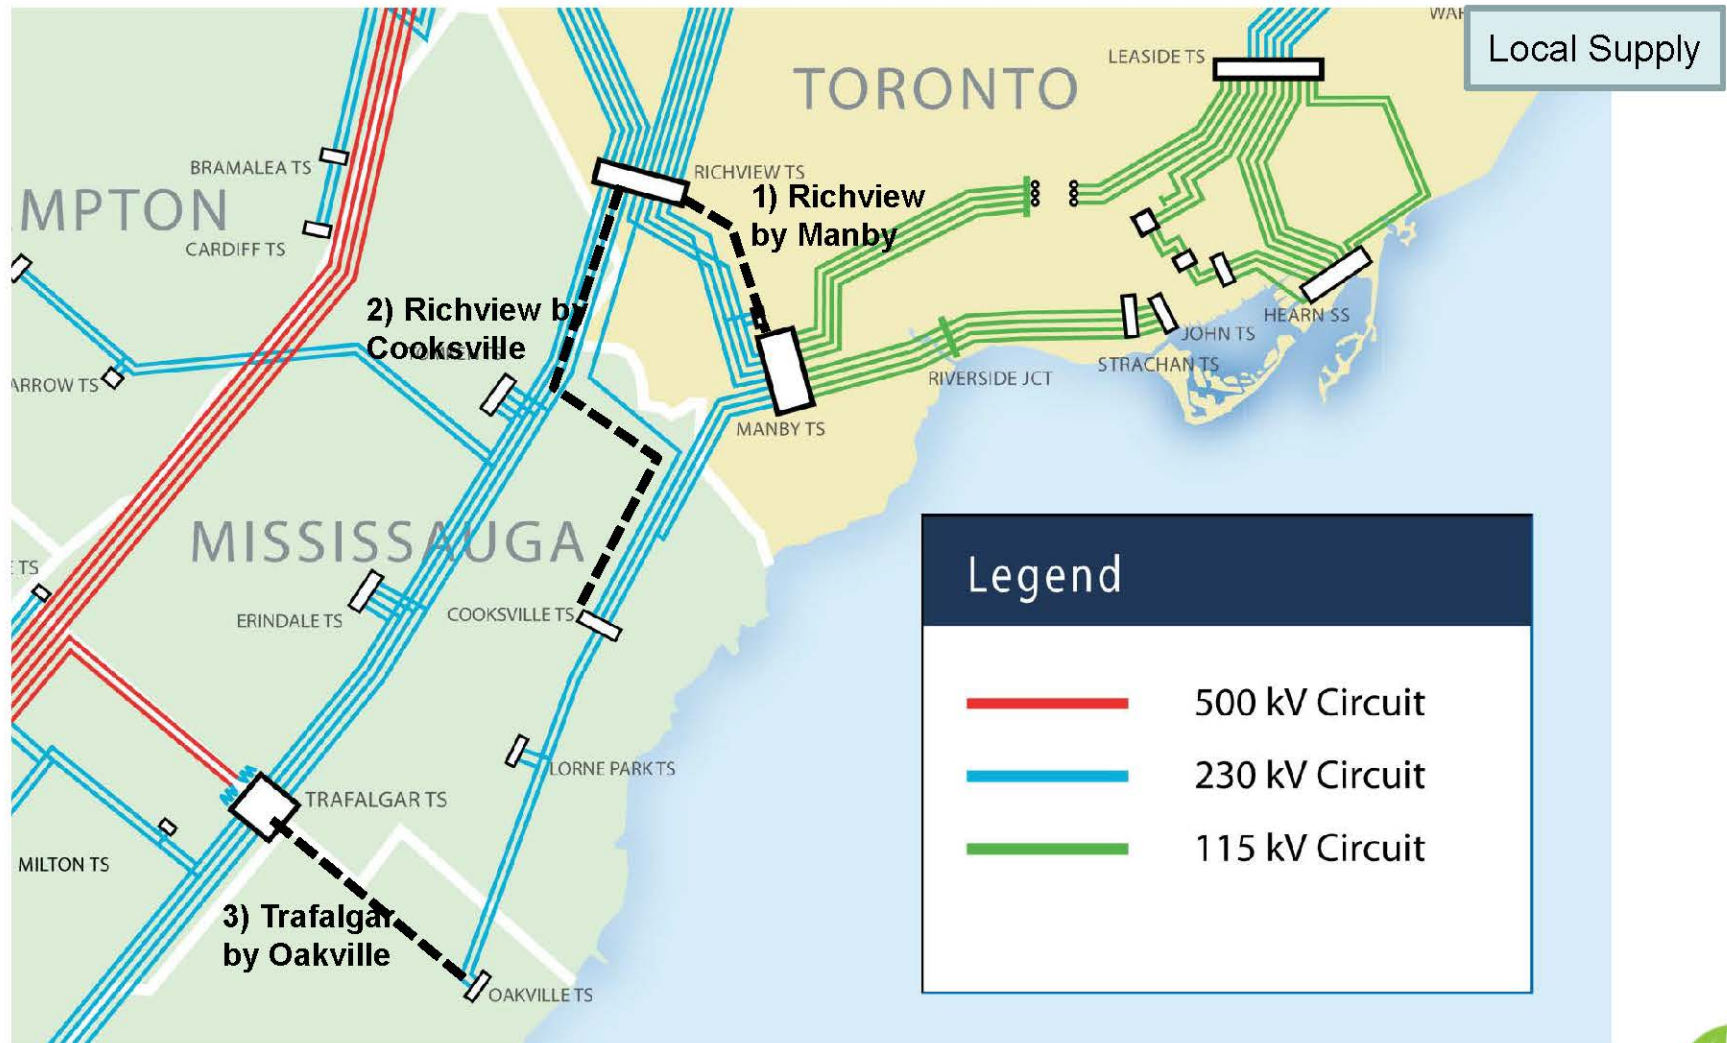 Local Supply
LEASIDE TS
TORONTO
BRAMALEA TS
RICHVIEW TS
1) Richview
by Manby
MPTON
CARDIFF TS
2) Richview by
Cooksville
HEARN SS
JOHN TS
STRACHAN TS
RIVERSIDE JCT
ARROW TS
MANBY TS
MISSISSAUGA
TS
ERINDALE TS
COOKSVILLE TS
Legend
500 kV Circuit
230 kV Circuit
115 kV Circuit
LORNE PARK TS
TRAFALGAR TS
MILTON TS
3) Trafalgar
by Oakville
OAKVILLE TS